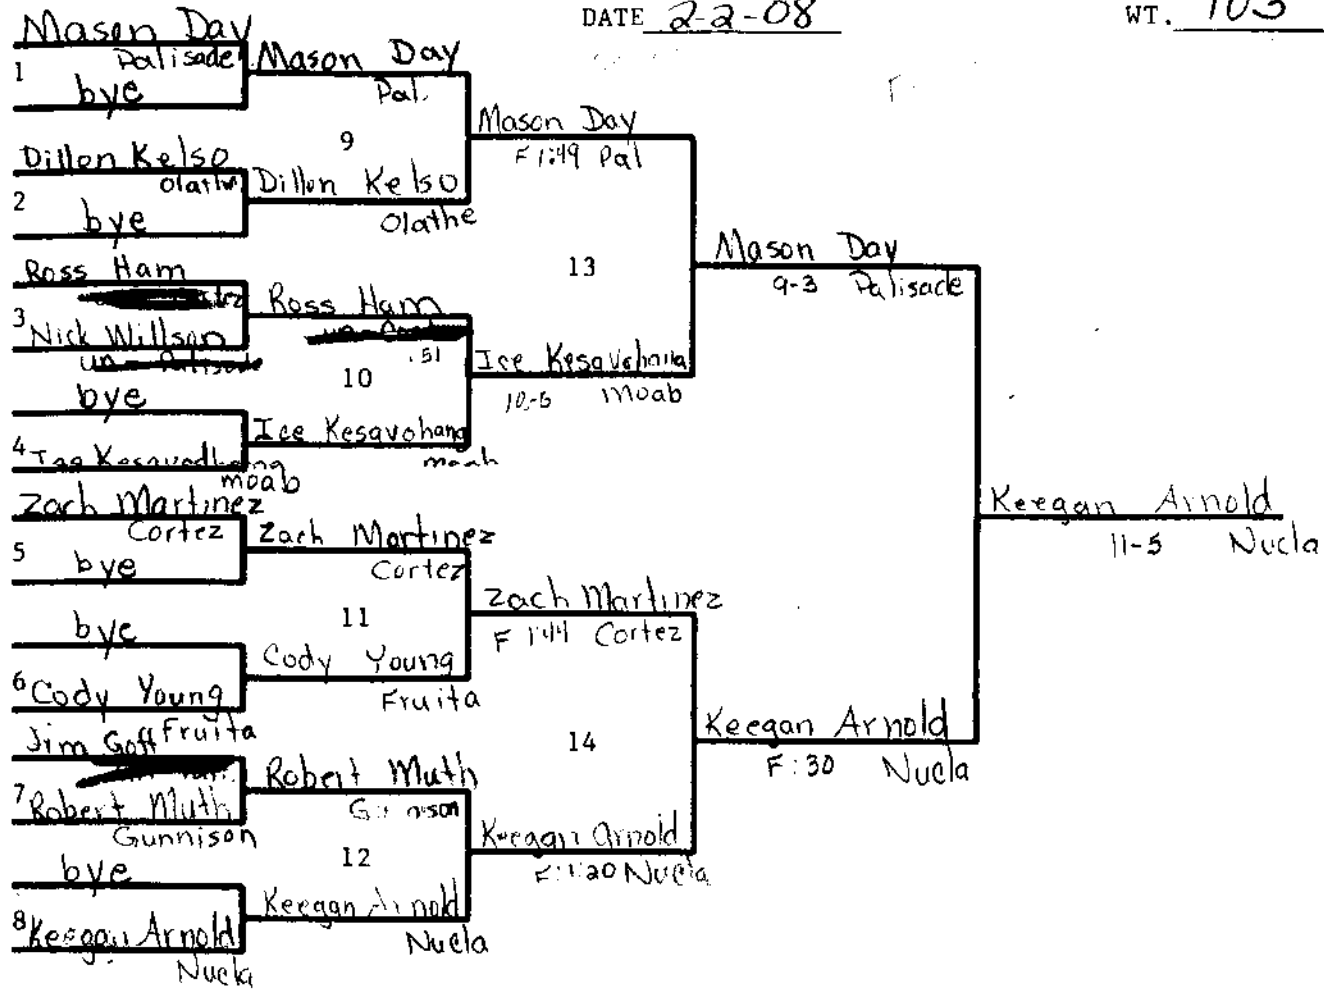 DATE 2-2-08 WT. 103
Mason Day
Palisade
1
bye
Mason Day
Pal.
9
Mason Day
F 1:49 Pal
Dillon Kelso
Olathe
2
bye
Dillon Kelso
Olathe
13
Mason Day
9-3 Palisade
Ross Ham
3 Nick Willson
un
Ross Ham
.51
10
Ice Kesavohana
10-5 Moab
bye
4
moab
Ice Kesavohang
moab
Keegan Arnold
11-5 Nucla
Zach Martinez
Cortez
5
bye
Zach Martinez
Cortez
11
Zach Martinez
F 1:44 Cortez
bye
6 Cody Young
Fruita
Cody Young
Fruita
14
Keegan Arnold
F :30 Nucla
Jim Goff
7 Robert Muth
Gunnison
Robert Muth
Gunnison
12
Keegan Arnold
F 1:20 Nucla
bye
8 Keegan Arnold
Nucla
Keegan Arnold
Nucla